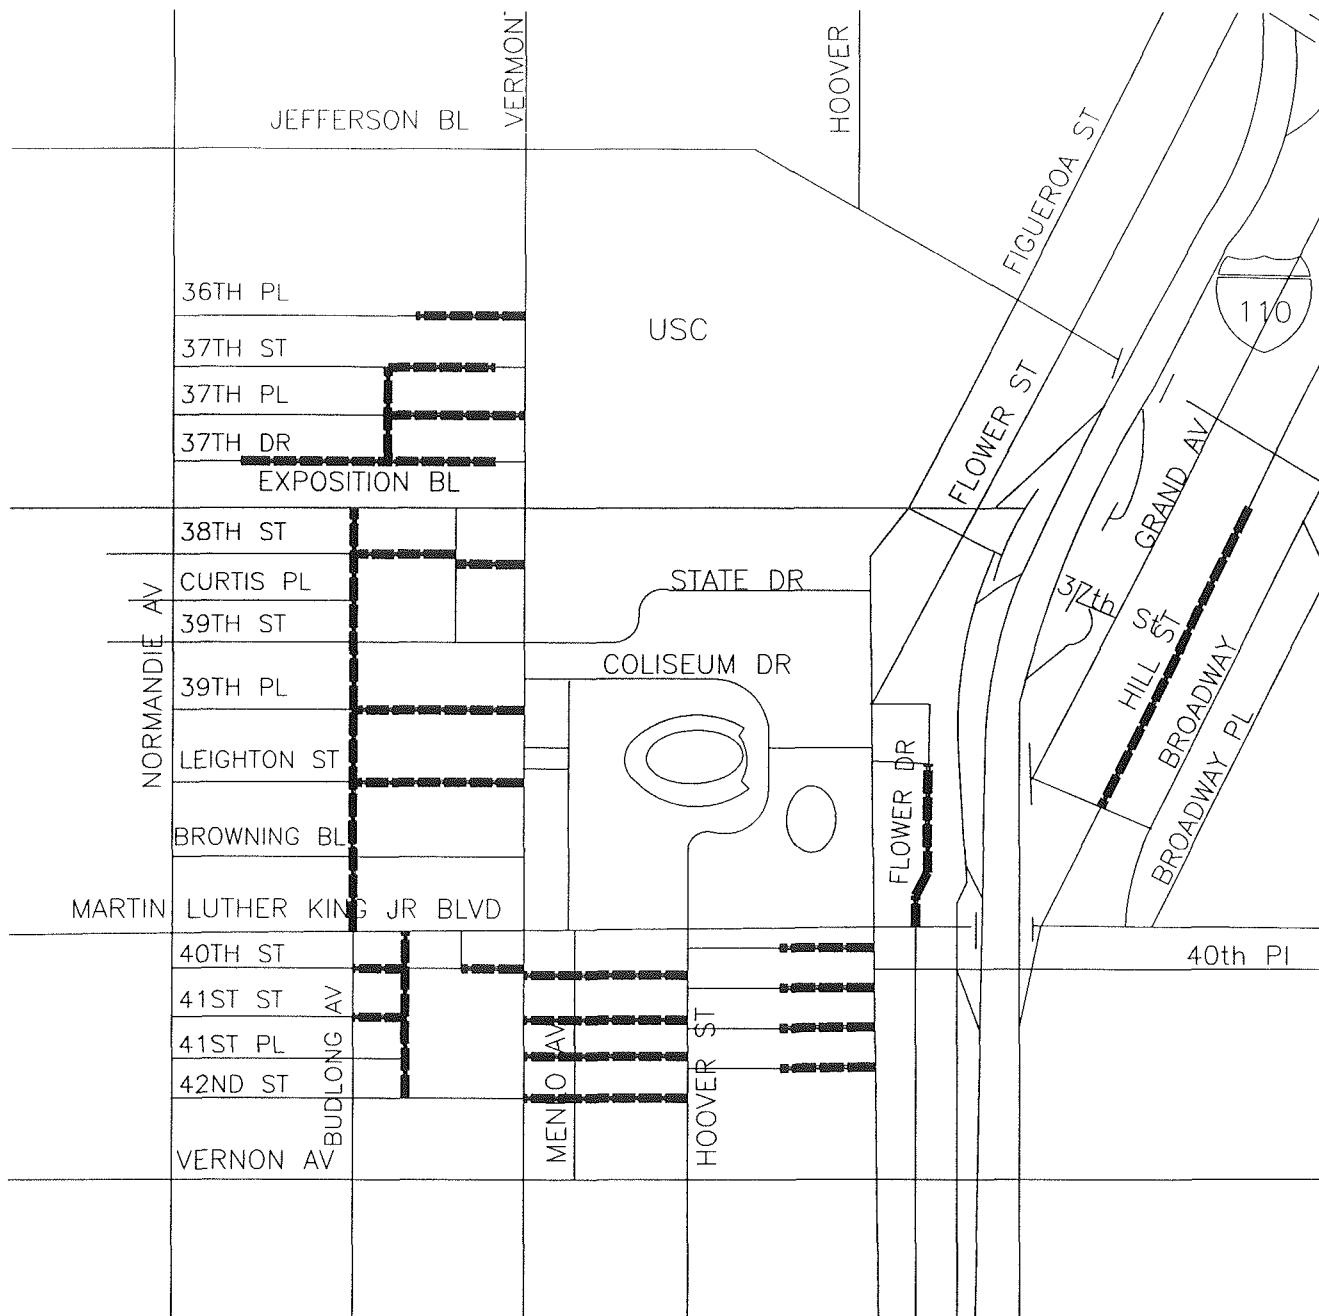 VERMON
HOOVER
JEFFERSON BL
FIGUEROA ST
36TH PL
110
USC
37TH ST
FLOWER ST
37TH PL
GRAND AV
37TH DR
EXPOSITION BL
38TH ST
CURTIS PL
STATE DR
37th St
39TH ST
NORMANDIE AV
HILL ST
COLISEUM DR
39TH PL
BROADWAY
LEIGHTON ST
FLOWER DR
BROADWAY PL
BROWNING BL
MARTIN LUTHER KING JR BLVD
40TH ST
40th Pl
41ST ST
BUDLONG AV
41ST PL
MENLO AV
HOOVER ST
42ND ST
VERNON AV